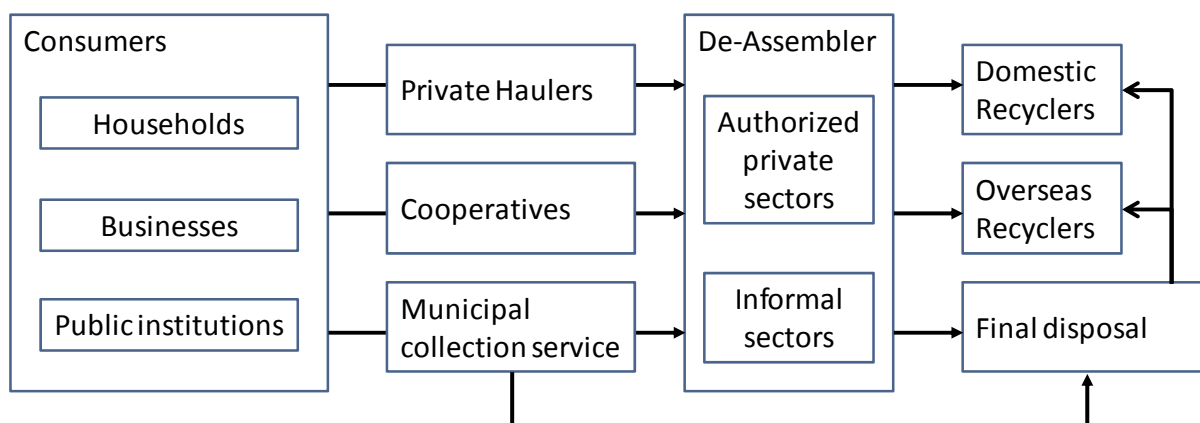 Consumers
Households
Businesses
Public institutions
Private Haulers
Cooperatives
Municipal
collection service
De-Assembler
Authorized
private
sectors
Informal
sectors
Domestic
Recyclers
Overseas
Recyclers
Final disposal